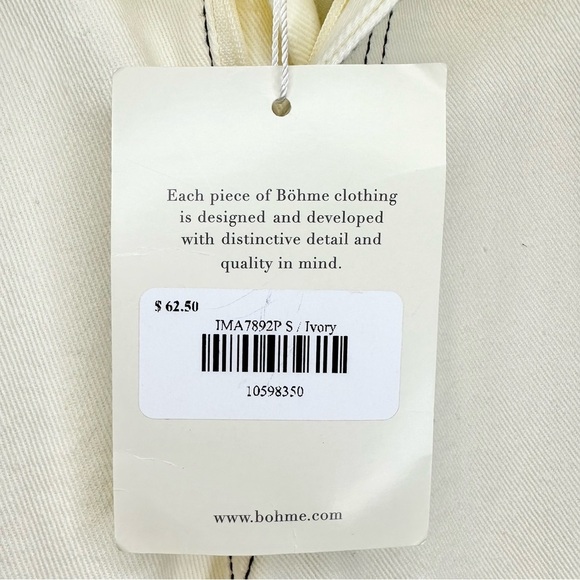 Each piece of Böhme clothing
is designed and developed
with distinctive detail and
quality in mind.
$ 62.50
IMA7892P S / Ivory
10598350
www.bohme.com